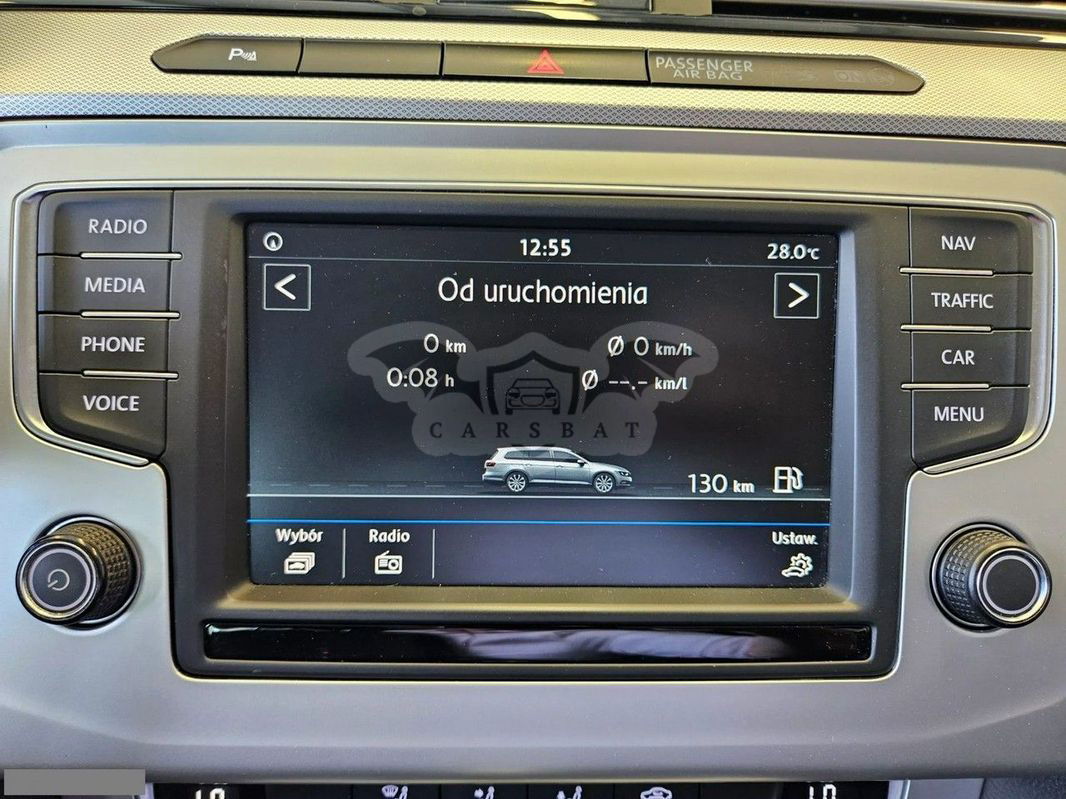 P
PASSENGER
AIR BAG
ON
RADIO
MEDIA
PHONE
VOICE
12:55
28.0°C
<
Od uruchomienia
>
0 km
Ø 0 km/h
0:08 h
Ø --.- km/l
CARSBAT
130 km
Wybór
Radio
Ustaw.
NAV
TRAFFIC
CAR
MENU